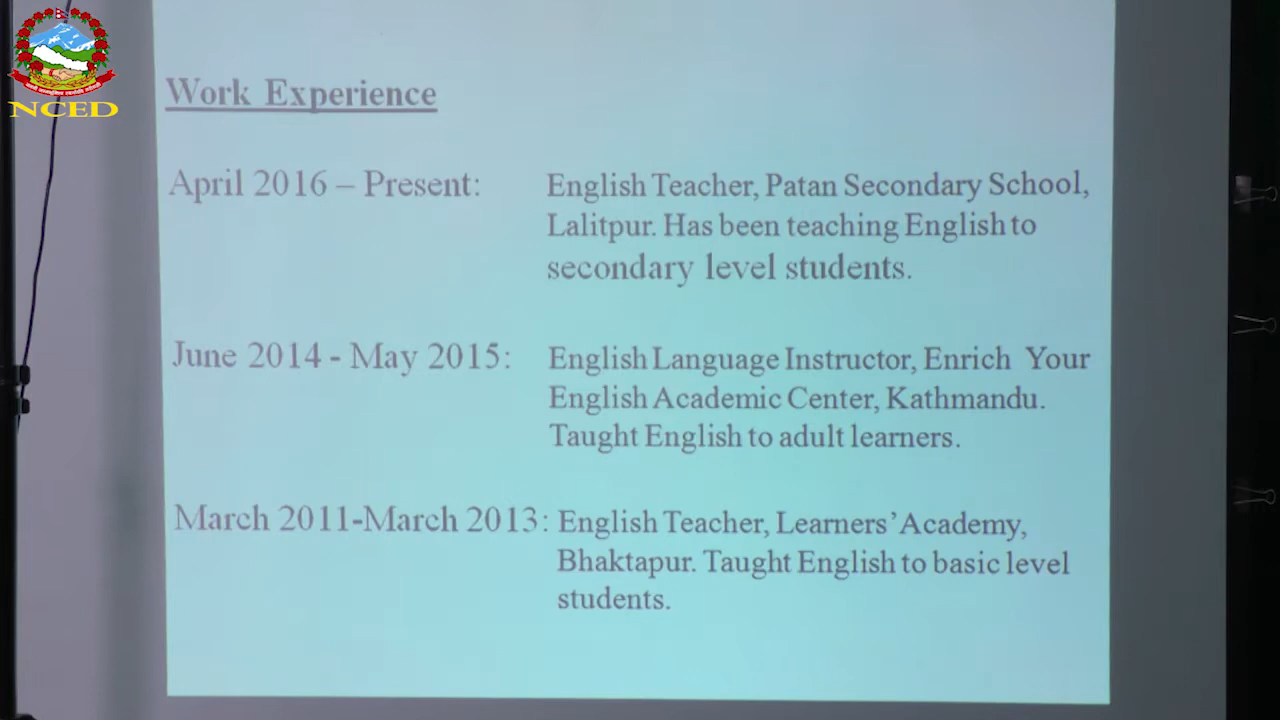 NCED
Work Experience
April 2016 – Present: English Teacher, Patan Secondary School,
Lalitpur. Has been teaching English to
secondary level students.
June 2014 - May 2015: English Language Instructor, Enrich Your
English Academic Center, Kathmandu.
Taught English to adult learners.
March 2011-March 2013: English Teacher, Learners' Academy,
Bhaktapur. Taught English to basic level
students.